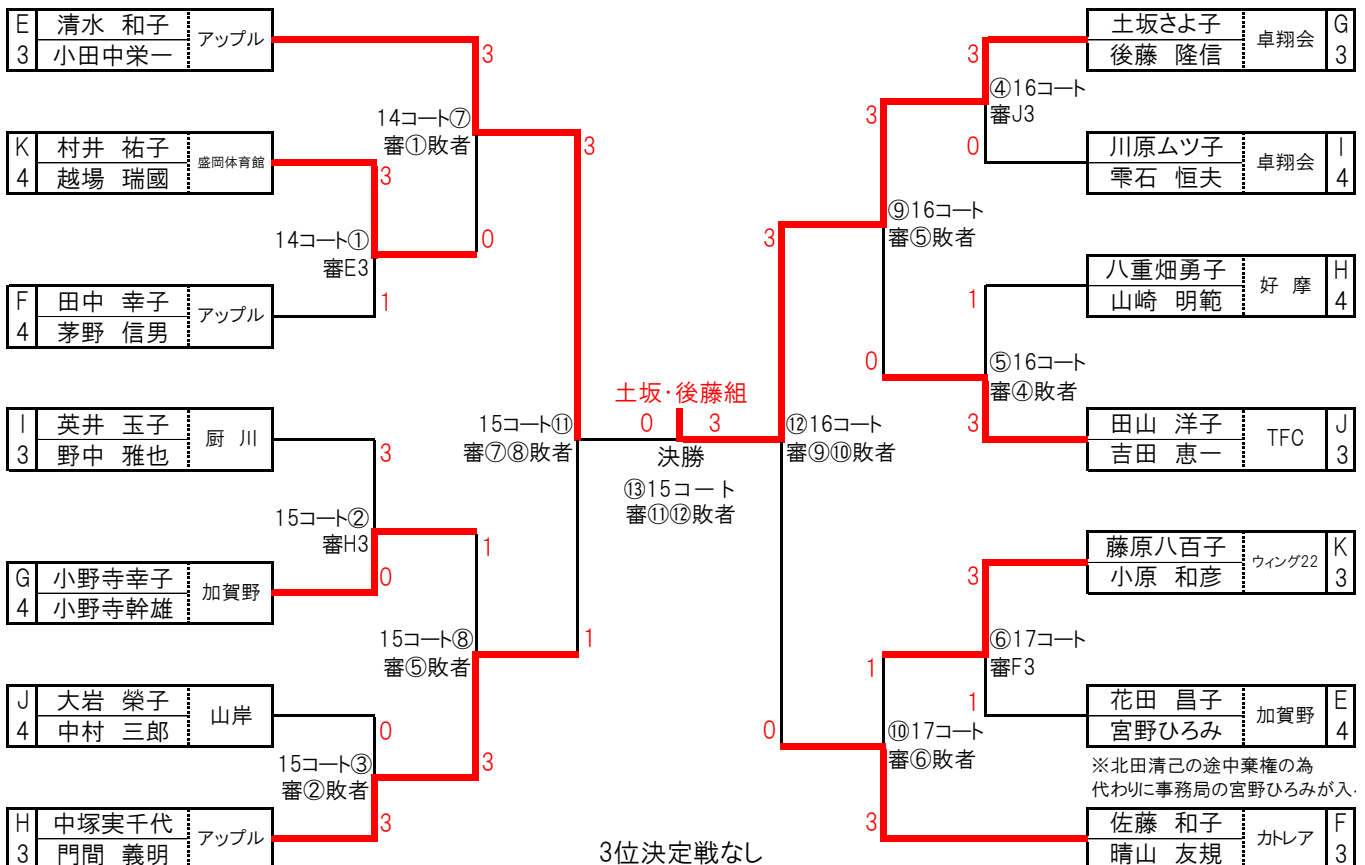 E 清水 和子 アップル
3 小田中栄一
3
14コート⑦
審①敗者
3
K 村井 祐子 盛岡体育館
4 越場 瑞國
3
14コート①
審E3
0
1
F 田中 幸子 アップル
4 茅野 信男
I 英井 玉子 厨 川
3 野中 雅也
3
15コート②
審H3
0
1
G 小野寺幸子 加賀野
4 小野寺幹雄
15コート⑧
審⑤敗者
1
J 大岩 榮子 山岸
4 中村 三郎
0
15コート③
審②敗者
3
3
H 中塚実千代 アップル
3 門間 義明
15コート⑪
審⑦⑧敗者
土坂・後藤組
0 3
決勝
⑬15コート
審⑪⑫敗者
3位決定戦なし
土坂さよ子 卓翔会 G
後藤 隆信 3
3
④16コート
審J3
0
3
川原ムツ子 卓翔会 I
雫石 恒夫 4
⑨16コート
審⑤敗者
3
八重畑勇子 好 摩 H
山崎 明範 4
1
0
⑤16コート
審④敗者
3
田山 洋子 TFC J
吉田 恵一 3
⑫16コート
審⑨⑩敗者
藤原八百子 ウィング22 K
小原 和彦 3
3
⑥17コート
審F3
1
1
花田 昌子 加賀野 E
宮野ひろみ 4
0
⑩17コート
審⑥敗者
※北田清己の途中棄権の為
代わりに事務局の宮野ひろみが入
3
佐藤 和子 カトレア F
晴山 友規 3